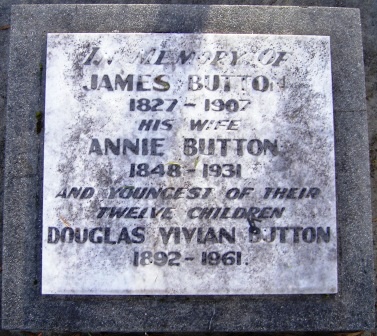 IN MEMORY OF
JAMES BUTTON
1827 - 1907
HIS WIFE
ANNIE BUTTON
1848 - 1931
AND YOUNGEST OF THEIR
TWELVE CHILDREN
DOUGLAS VIVIAN BUTTON
1892 - 1961.